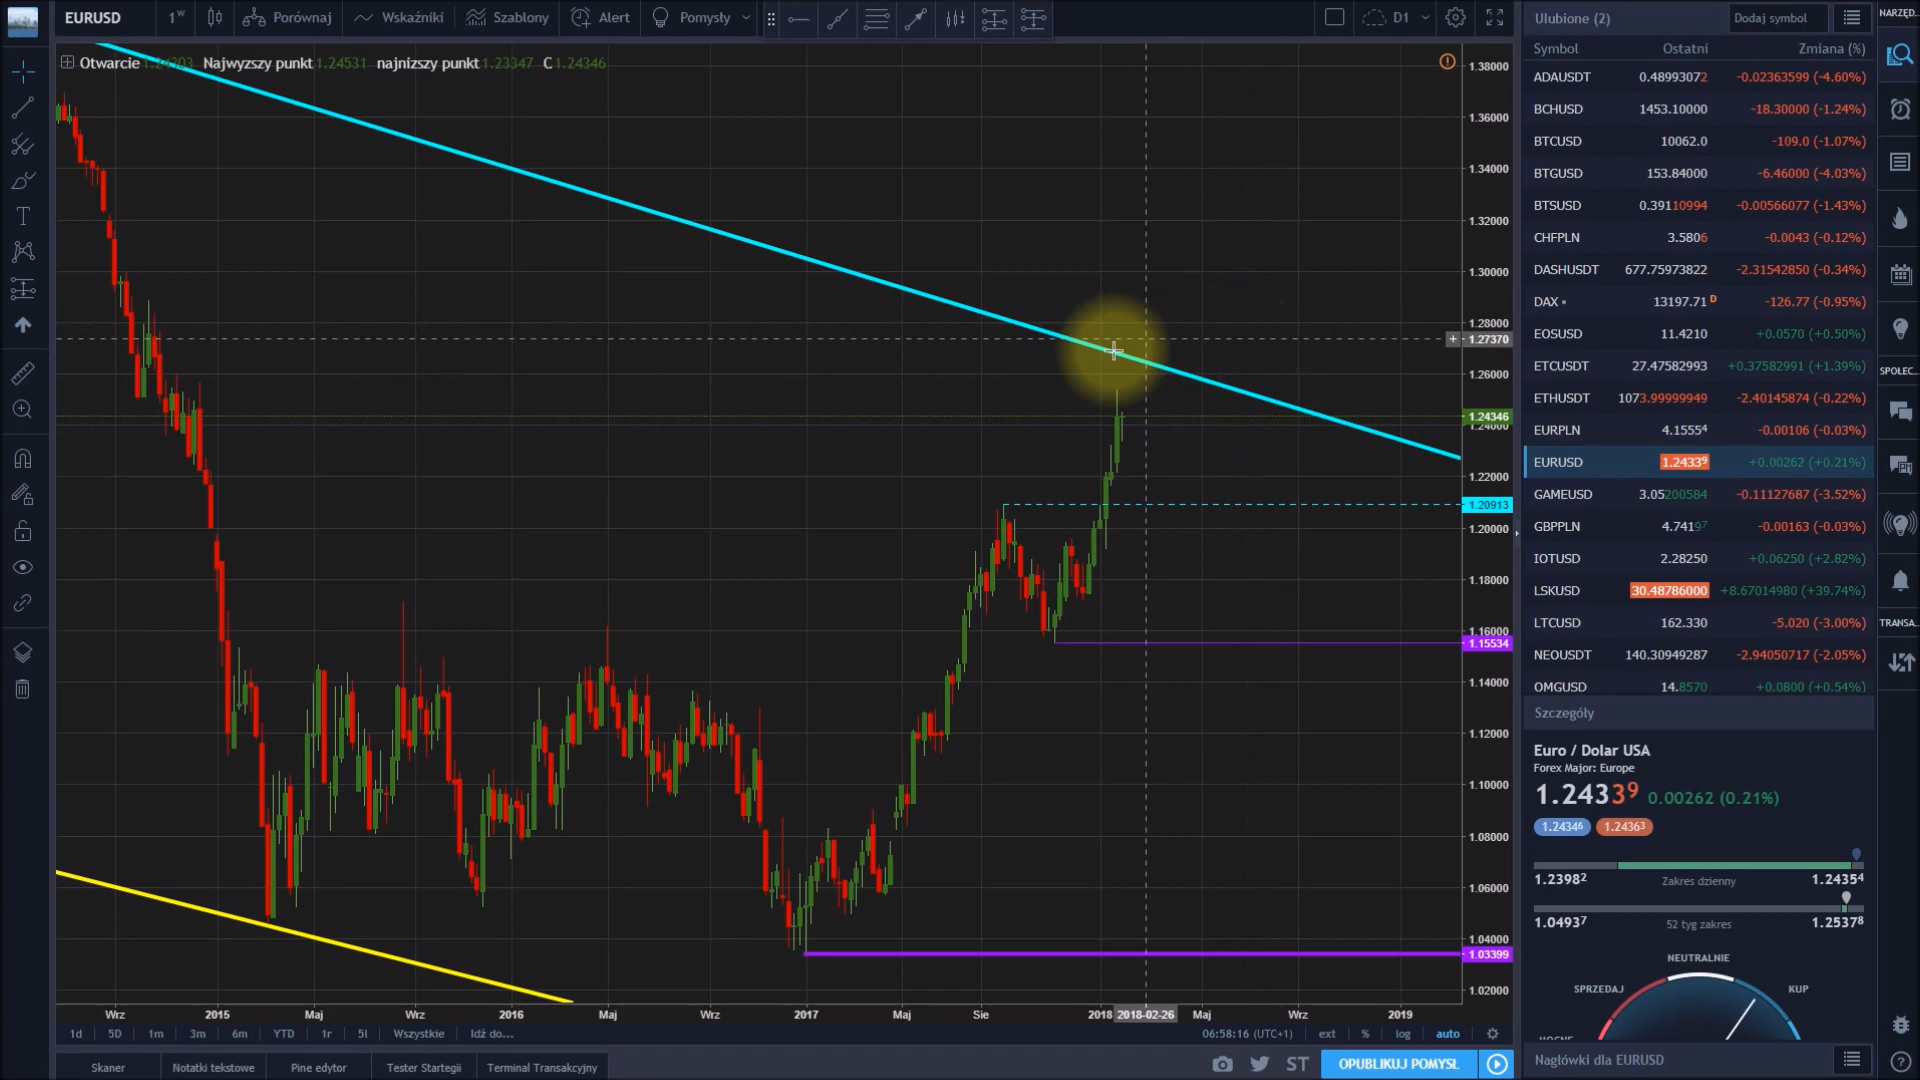 EURUSD
1w
Porównaj
Wskaźniki
Szablony
Alert
Pomysły
D1
Otwarcie 1.24303 Najwyzszy punkt 1.24531 najnizszy punkt 1.23347 C 1.24346
1.38000
1.36000
1.34000
1.32000
1.30000
1.28000
+ 1.27370
1.26000
1.24346
1.24000
1.22000
1.20913
1.20000
1.18000
1.16000
1.15534
1.14000
1.12000
1.10000
1.08000
1.06000
1.04000
1.03399
1.02000
Wrz 2015 Maj Wrz 2016 Maj Wrz 2017 Maj Sie 2018 2018-02-26 Maj Wrz 2019
1d 5D 1m 3m 6m YTD 1r 5l Wszystkie Idź do...
06:58:16 (UTC+1) ext % log auto
Skaner Notatki tekstowe Pine edytor Tester Startegii Terminal Transakcyjny
ST OPUBLIKUJ POMYSŁ
Ulubione (2) Dodaj symbol
Symbol Ostatni Zmiana (%)
ADAUSDT 0.48993072 -0.02363599 (-4.60%)
BCHUSD 1453.10000 -18.30000 (-1.24%)
BTCUSD 10062.0 -109.0 (-1.07%)
BTGUSD 153.84000 -6.46000 (-4.03%)
BTSUSD 0.39110994 -0.00566077 (-1.43%)
CHFPLN 3.5806 -0.0043 (-0.12%)
DASHUSDT 677.75973822 -2.31542850 (-0.34%)
DAX 13197.71 D -126.77 (-0.95%)
EOSUSD 11.4210 +0.0570 (+0.50%)
ETCUSDT 27.47582993 +0.37582991 (+1.39%)
ETHUSDT 1073.99999949 -2.40145874 (-0.22%)
EURPLN 4.15554 -0.00106 (-0.03%)
EURUSD 1.24339 +0.00262 (+0.21%)
GAMEUSD 3.05200584 -0.11127687 (-3.52%)
GBPPLN 4.74197 -0.00163 (-0.03%)
IOTUSD 2.28250 +0.06250 (+2.82%)
LSKUSD 30.48786000 +8.67014980 (+39.74%)
LTCUSD 162.330 -5.020 (-3.00%)
NEOUSDT 140.30949287 -2.94050717 (-2.05%)
OMGUSD 14.8570 +0.0800 (+0.54%)
Szczegóły
Euro / Dolar USA
Forex Major: Europe
1.24339 0.00262 (0.21%)
1.24346 1.24363
1.23982 Zakres dzienny 1.24354
1.04937 52 tyg zakres 1.25378
NEUTRALNIE
SPRZEDAJ KUP
Nagłówki dla EURUSD
NARZĘD.
SPOŁEC.
TRANSA.